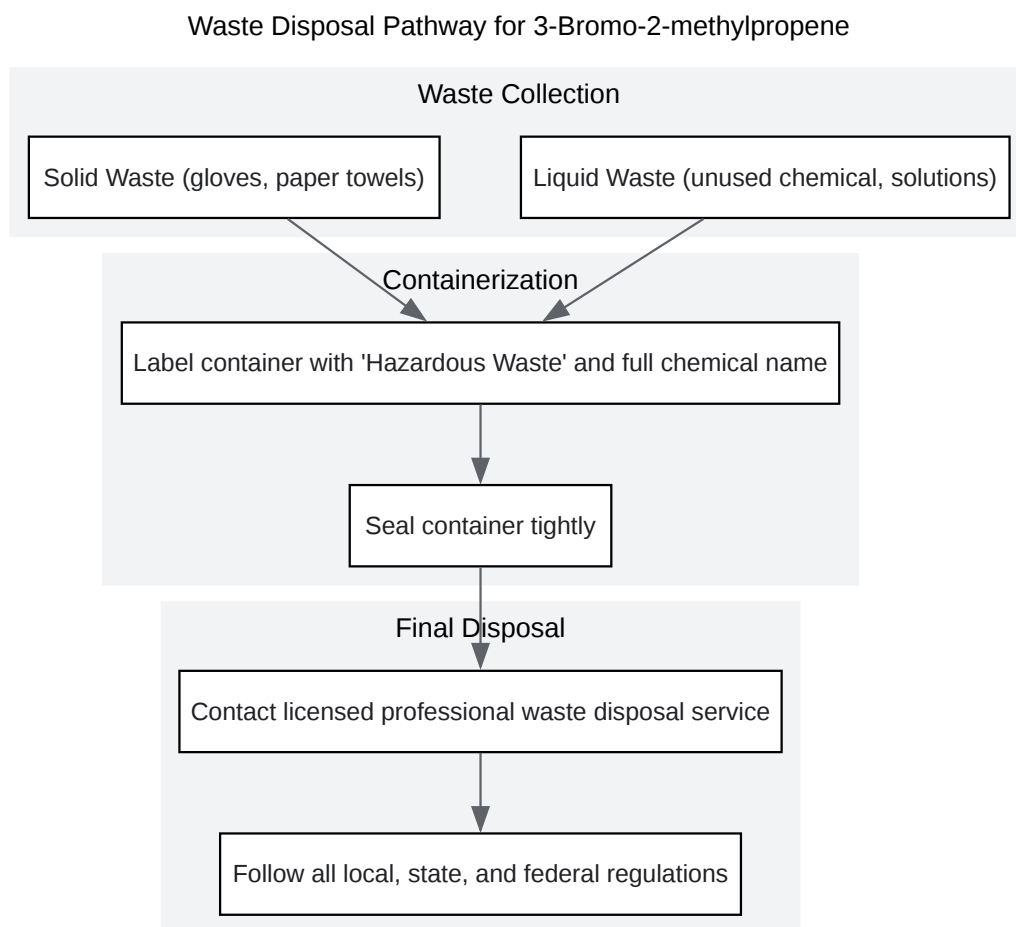 Waste Disposal Pathway for 3-Bromo-2-methylpropene
Waste Collection
Solid Waste (gloves, paper towels)
Liquid Waste (unused chemical, solutions)
Containerization
Label container with 'Hazardous Waste' and full chemical name
Seal container tightly
Final Disposal
Contact licensed professional waste disposal service
Follow all local, state, and federal regulations